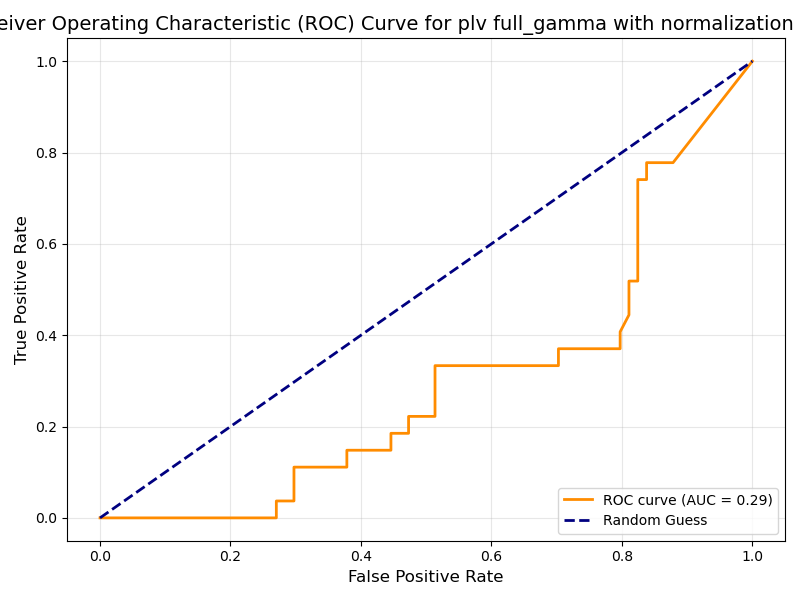 eiver Operating Characteristic (ROC) Curve for plv full_gamma with normalization
1.0
0.8
0.6
0.4
0.2
0.0
True Positive Rate
ROC curve (AUC = 0.29)
Random Guess
0.0 0.2 0.4 0.6 0.8 1.0
False Positive Rate